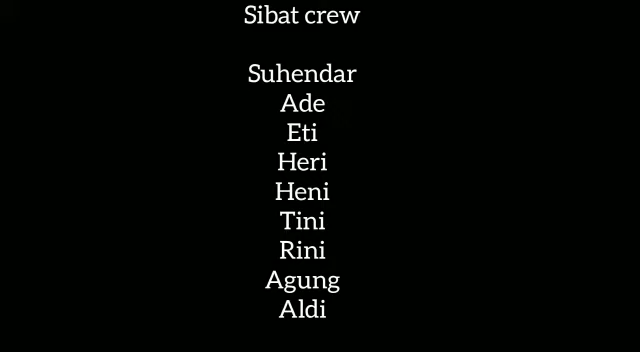 Sibat crew
Suhendar
Ade
Eti
Heri
Heni
Tini
Rini
Agung
Aldi